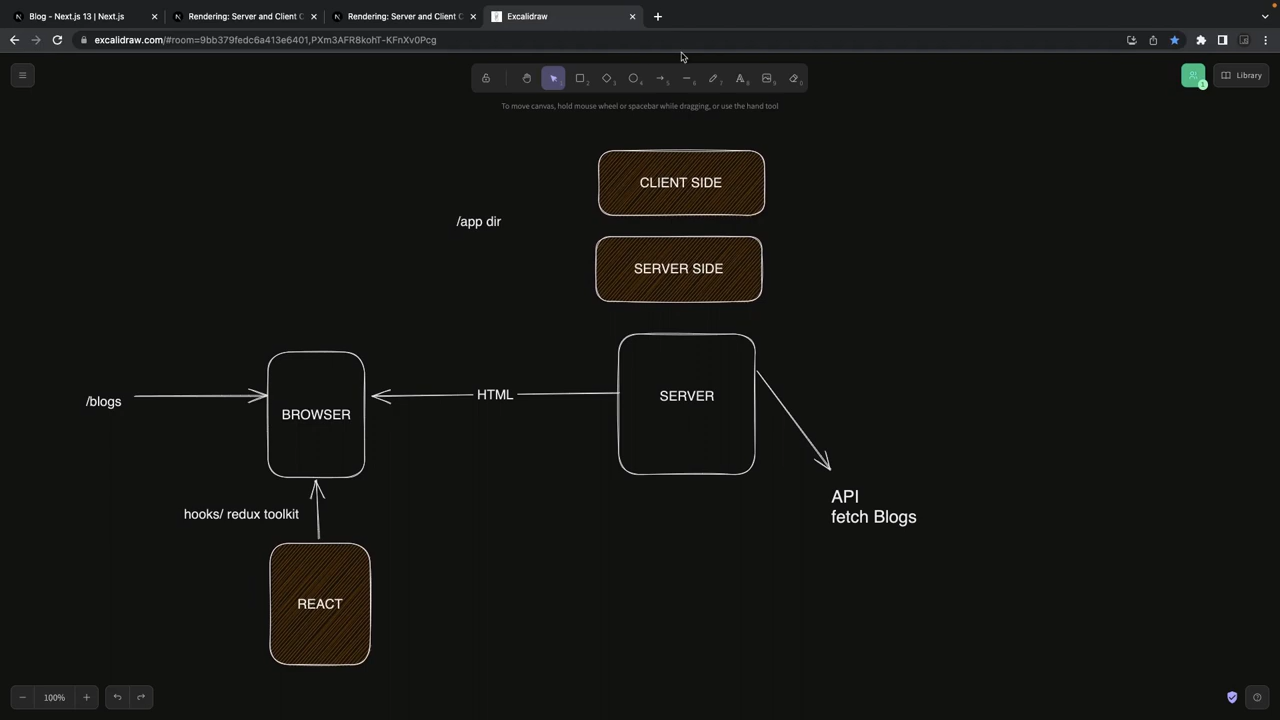 Blog - Next.js 13 | Next.js
Rendering: Server and Client C
Rendering: Server and Client C
Excalidraw
excalidraw.com/#room=9bb379fedc6a413e6401,PXm3AFR8kohT-KFnXv0Pcg
Library
To move canvas, hold mouse wheel or spacebar while dragging, or use the hand tool
CLIENT SIDE
/app dir
SERVER SIDE
/blogs
BROWSER
HTML
SERVER
API
fetch Blogs
hooks/ redux toolkit
REACT
100%